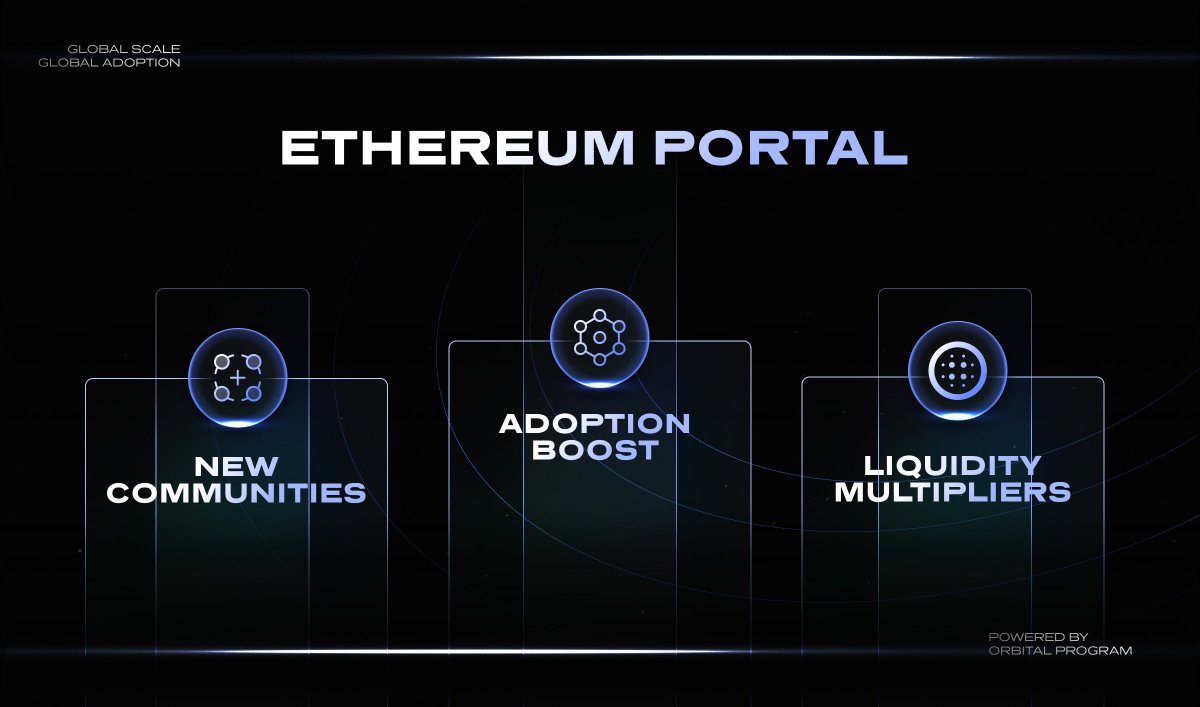 GLOBAL SCALE
GLOBAL ADOPTION
ETHEREUM PORTAL
NEW
COMMUNITIES
ADOPTION
BOOST
LIQUIDITY
MULTIPLIERS
POWERED BY
ORBITAL PROGRAM